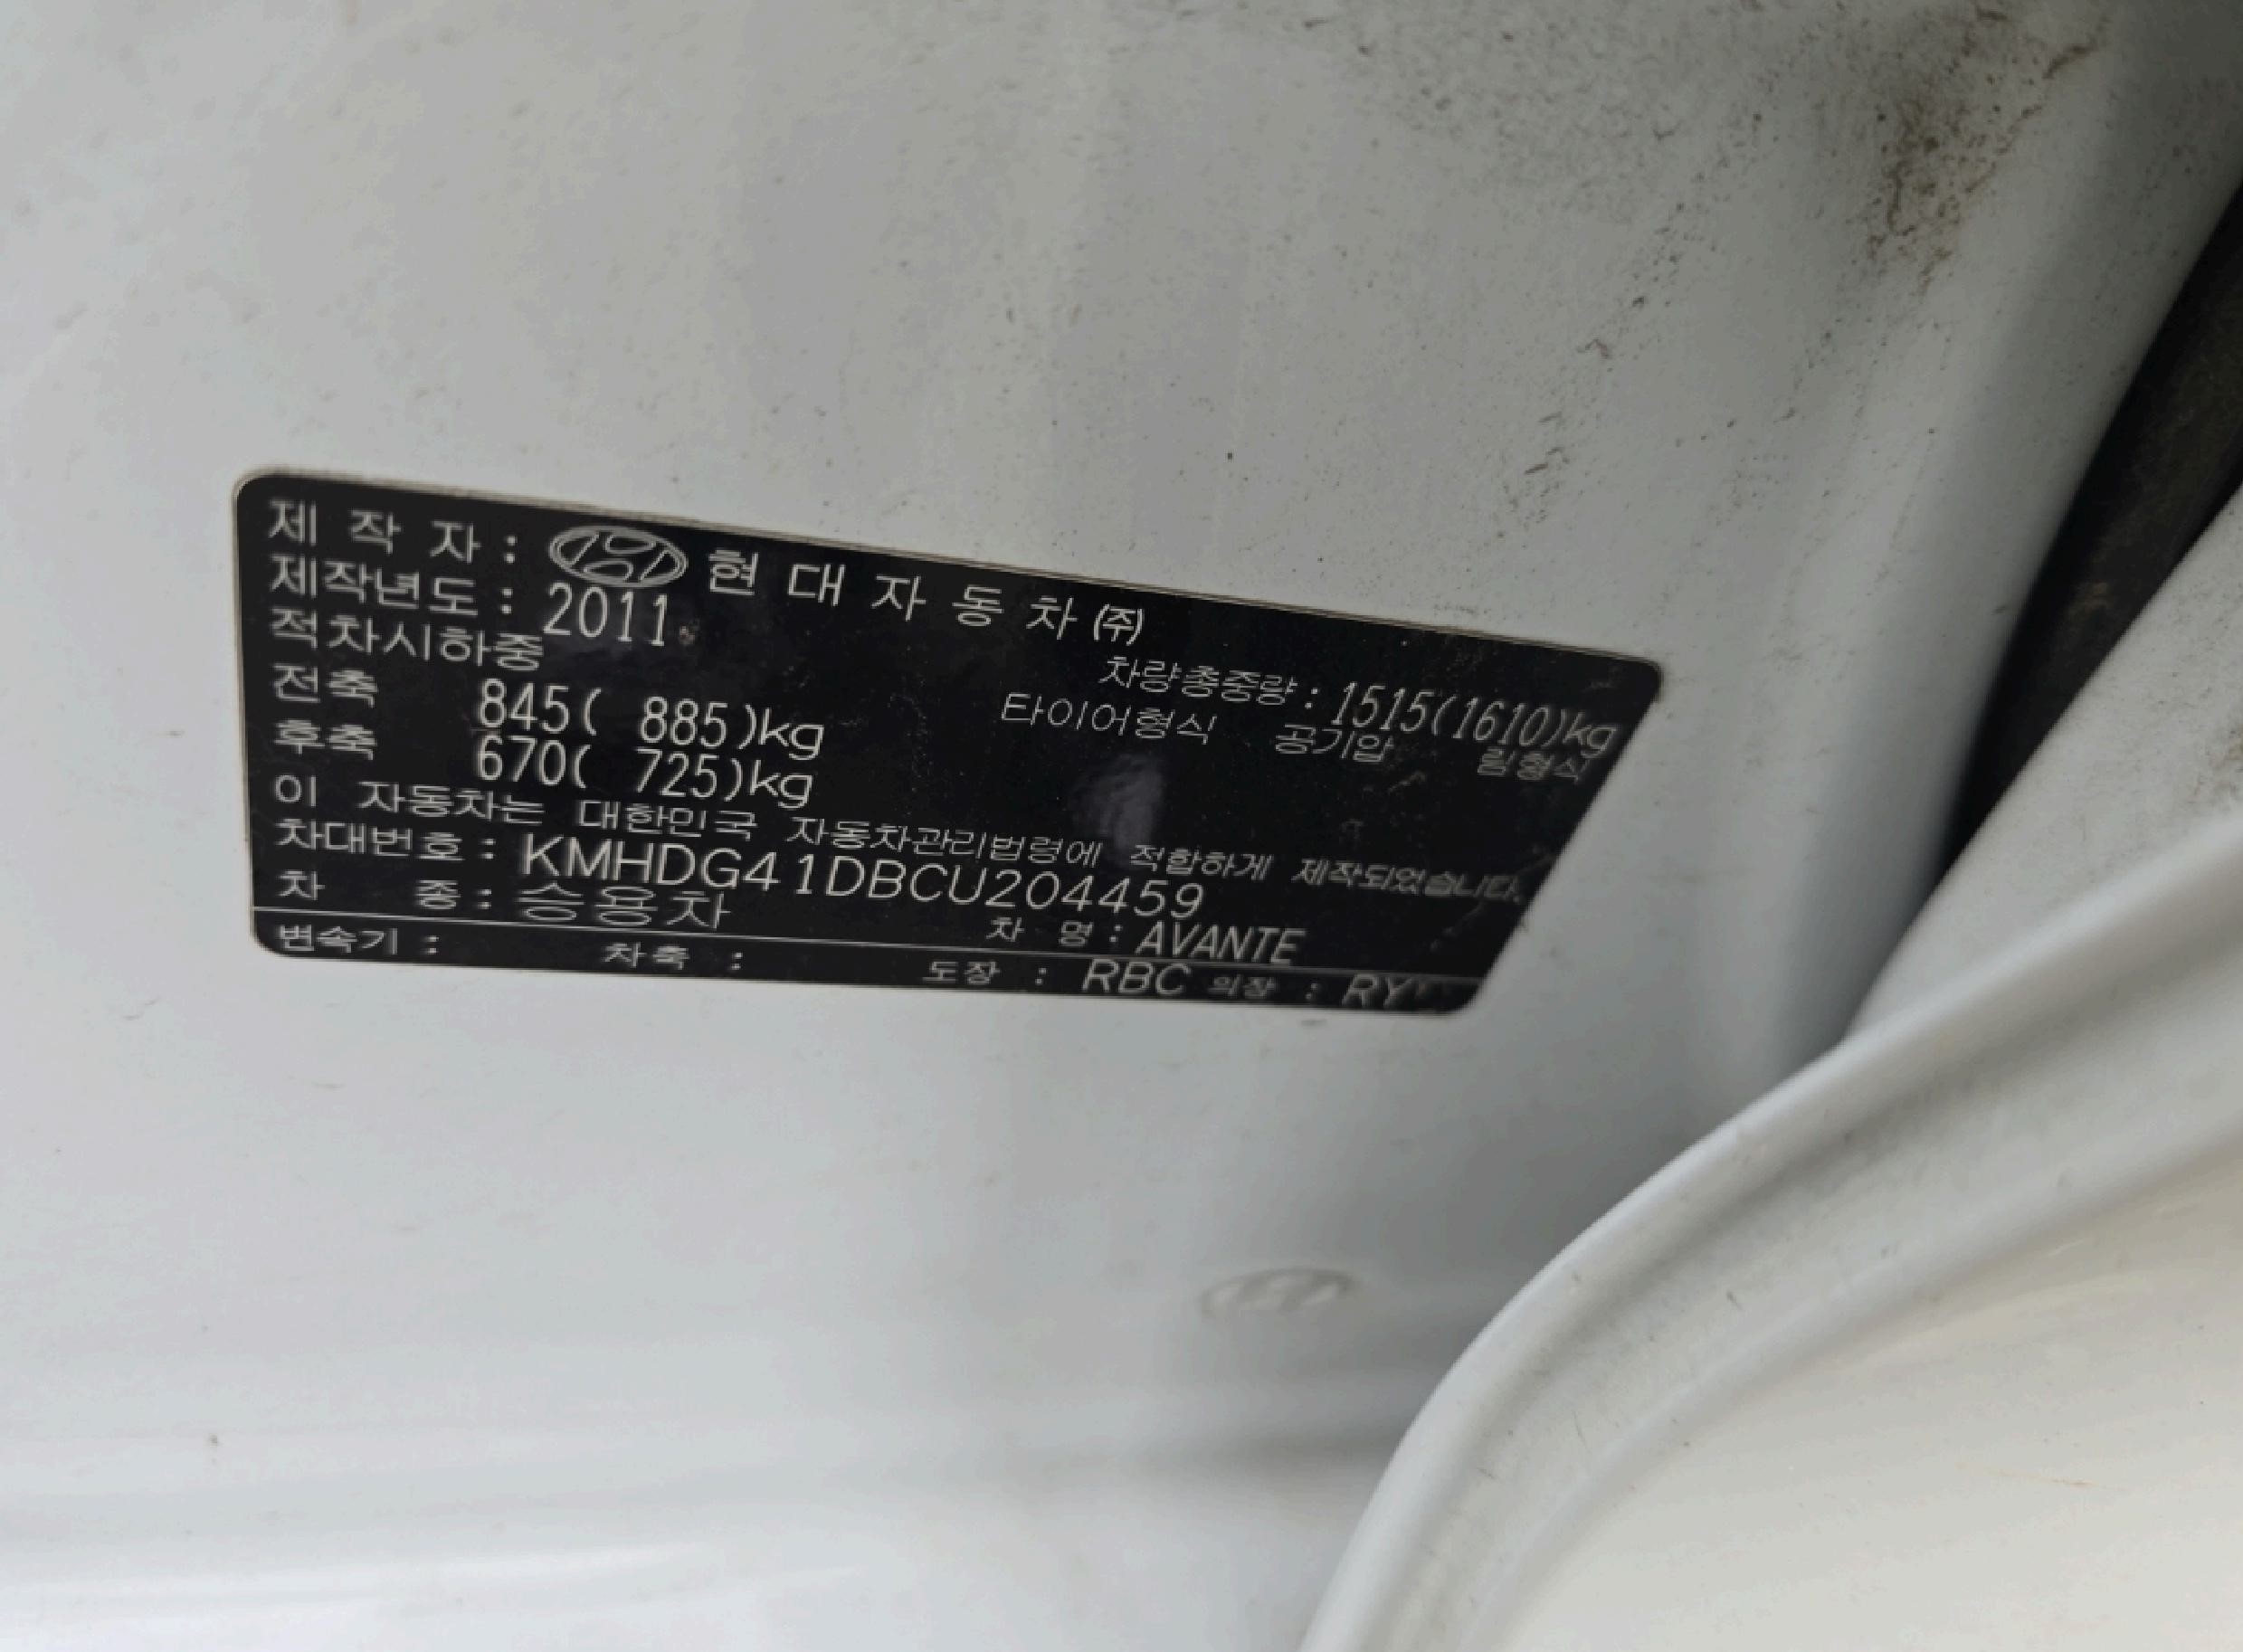 제 작 자 : 현 대 자 동 차 ㈜
제작년도 : 2011
적차시하중 차량총중량 : 1515(1610)kg
전축 845( 885)kg 타이어형식 공기압 림형식
후축 670( 725)kg
이 자동차는 대한민국 자동차관리법령에 적합하게 제작되었습니다.
차대번호 : KMHDG41DBCU204459
차 종 : 승용차 차 명 : AVANTE
변속기 : 차축 : 도장 : RBC 의장 : RY